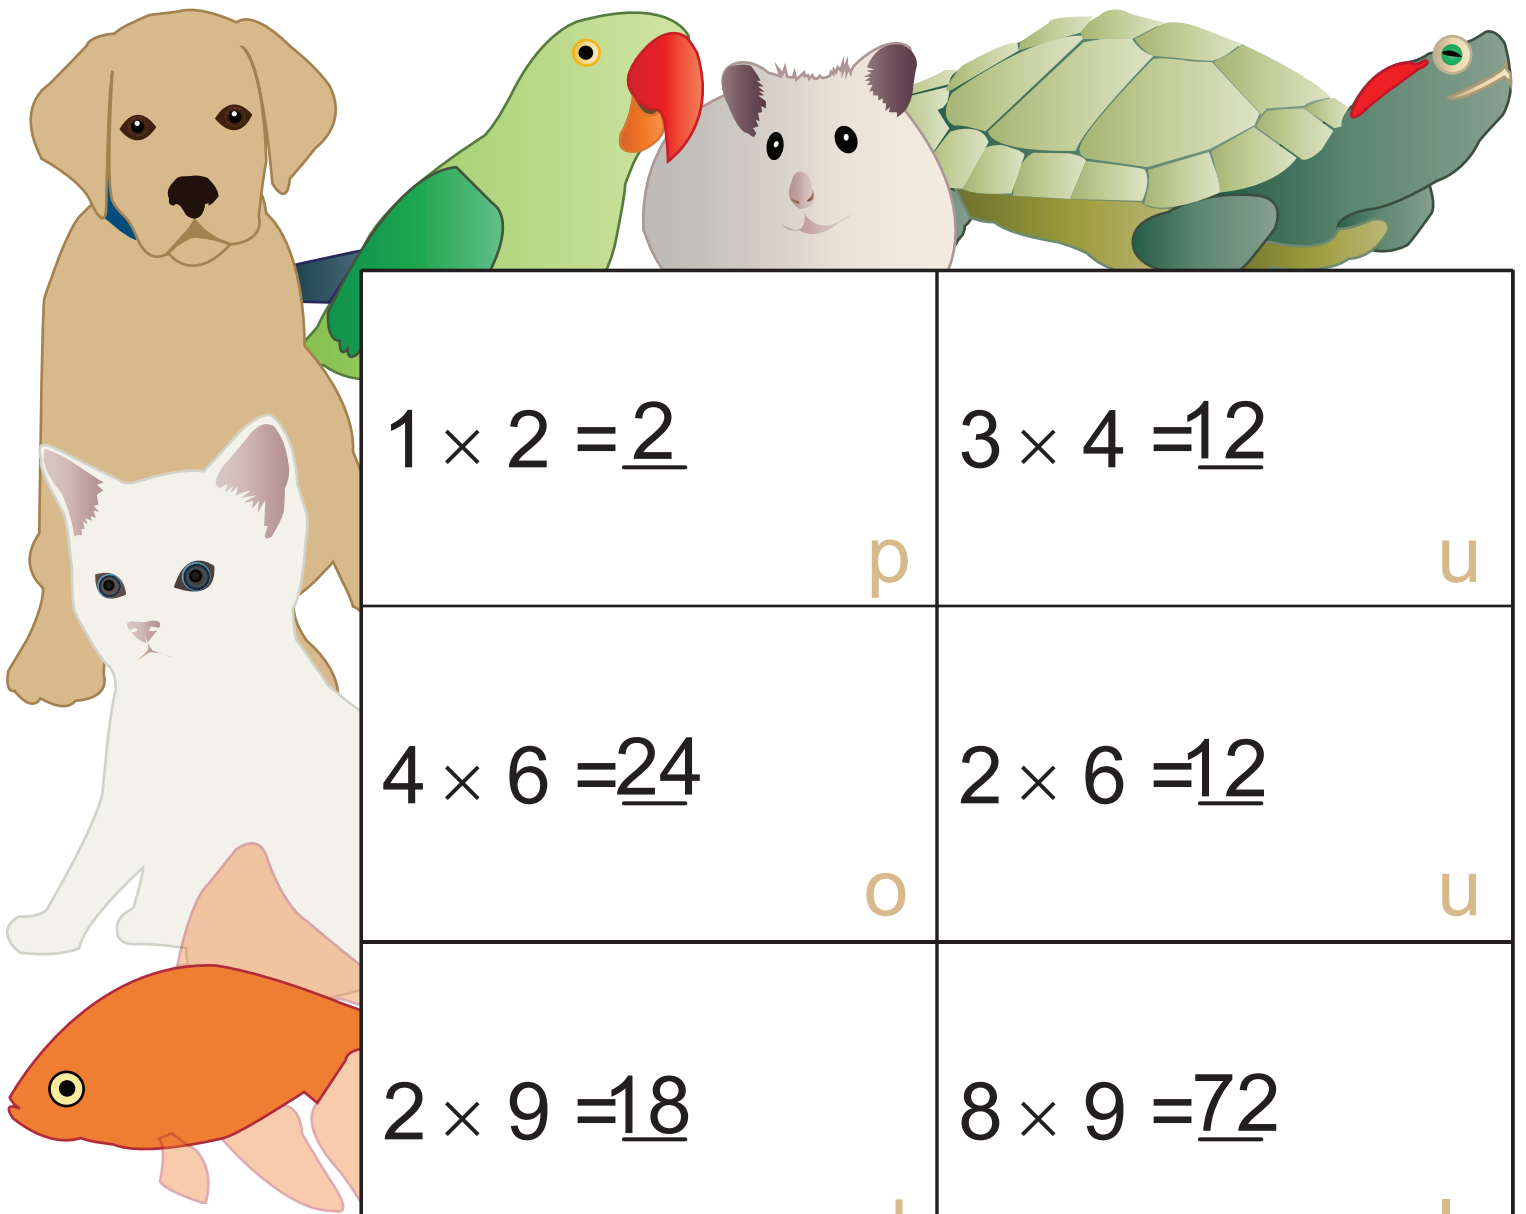 1 × 2 = 2
3 × 4 = 12
p
u
4 × 6 = 24
2 × 6 = 12
o
u
2 × 9 = 18
8 × 9 = 72